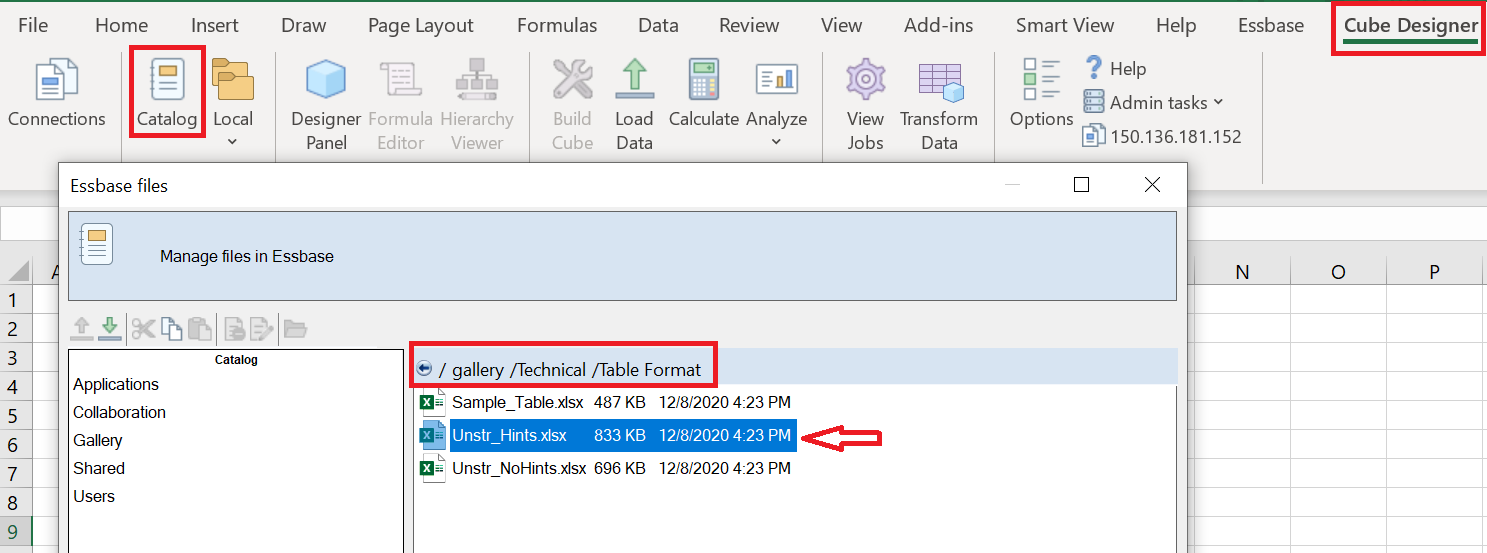 File Home Insert Draw Page Layout Formulas Data Review View Add-ins Smart View Help Essbase Cube Designer
Connections
Catalog
Local
Designer
Panel
Formula
Editor
Hierarchy
Viewer
Build
Cube
Load
Data
Calculate
Analyze
View
Jobs
Transform
Data
Options
? Help
Admin tasks
150.136.181.152
Essbase files
Manage files in Essbase
A N O P
1
2
3
4
5
6
7
8
9
Catalog
Applications
Collaboration
Gallery
Shared
Users
/ gallery /Technical /Table Format
Sample_Table.xlsx 487 KB 12/8/2020 4:23 PM
Unstr_Hints.xlsx 833 KB 12/8/2020 4:23 PM
Unstr_NoHints.xlsx 696 KB 12/8/2020 4:23 PM